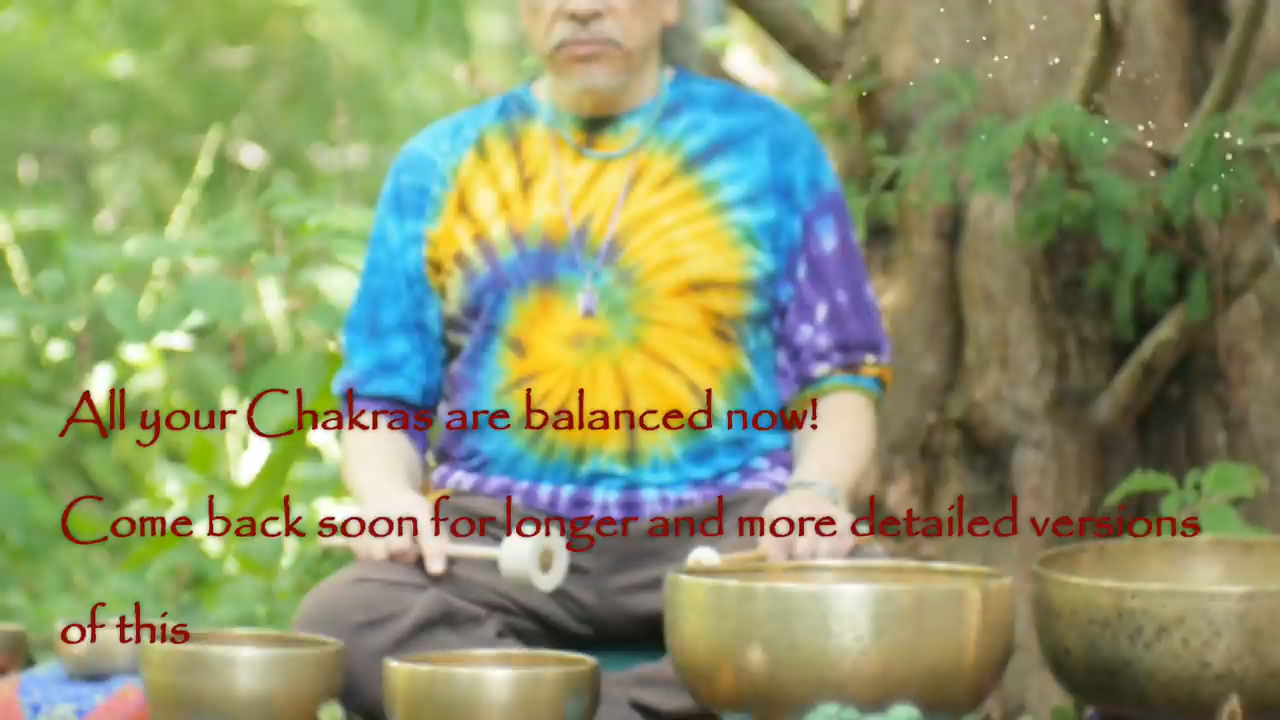 All your Chakras are balanced now!
Come back soon for longer and more detailed versions
of this